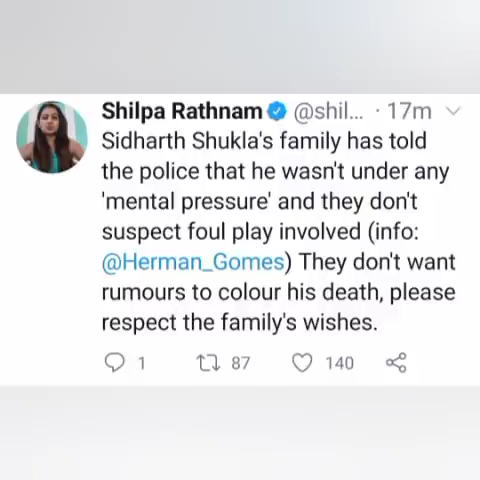 Shilpa Rathnam @shil... · 17m
Sidharth Shukla's family has told
the police that he wasn't under any
'mental pressure' and they don't
suspect foul play involved (info:
@Herman_Gomes) They don't want
rumours to colour his death, please
respect the family's wishes.
1 87 140